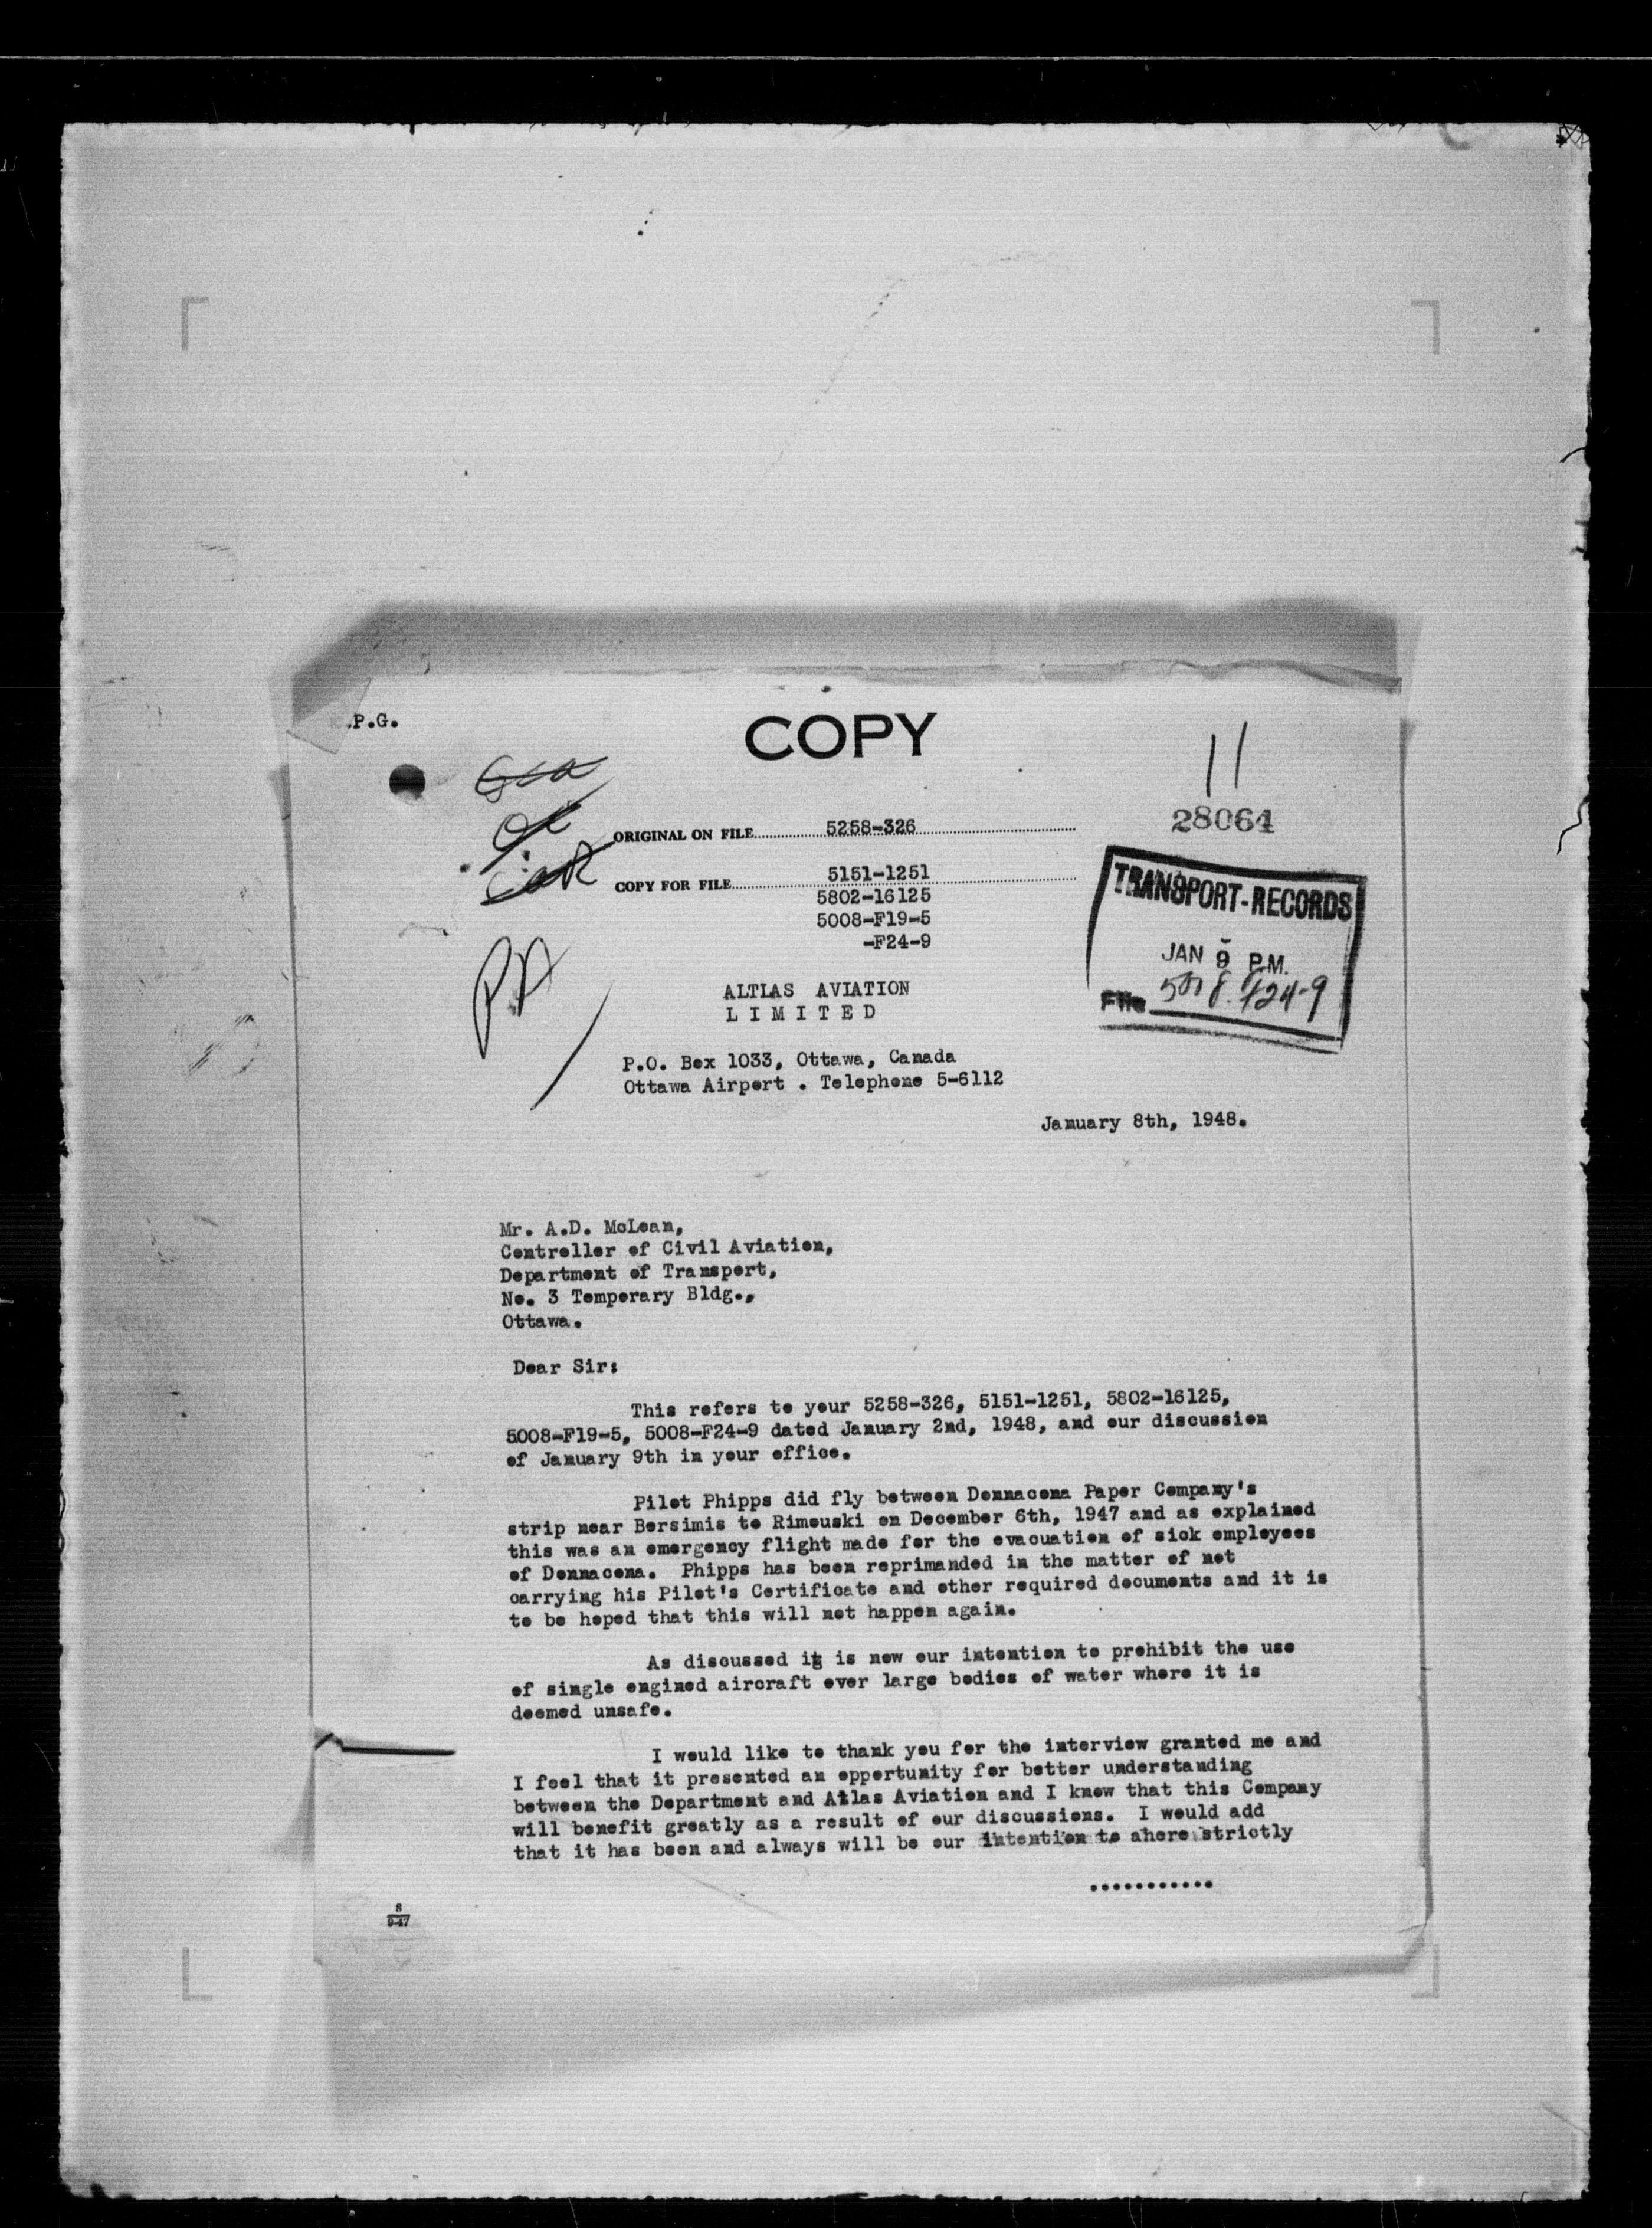 .P.G.
COPY
11
28064
ORIGINAL ON FILE 5258-326
COPY FOR FILE 5151-1251
5802-16125
5008-F19-5
-F24-9
TRANSPORT-RECORDS
JAN 9 P.M.
File 5008-F24-9
PA
ALTLAS AVIATION
LIMITED
P.O. Box 1033, Ottawa, Canada
Ottawa Airport . Telephone 5-6112
January 8th, 1948.
Mr. A.D. McLean,
Controller of Civil Aviation,
Department of Transport,
No. 3 Temporary Bldg.,
Ottawa.
Dear Sir:
This refers to your 5258-326, 5151-1251, 5802-16125,
5008-F19-5, 5008-F24-9 dated January 2nd, 1948, and our discussion
of January 9th in your office.
Pilot Phipps did fly between Donnacona Paper Company's
strip near Bersimis to Rimouski on December 6th, 1947 and as explained
this was an emergency flight made for the evacuation of sick employees
of Donnacona. Phipps has been reprimanded in the matter of not
carrying his Pilot's Certificate and other required documents and it is
to be hoped that this will not happen again.
As discussed it is now our intention to prohibit the use
of single engined aircraft over large bodies of water where it is
deemed unsafe.
I would like to thank you for the interview granted me and
I feel that it presented an opportunity for better understanding
between the Department and Atlas Aviation and I know that this Company
will benefit greatly as a result of our discussions. I would add
that it has been and always will be our intention to ahere strictly
...........
8
9-47